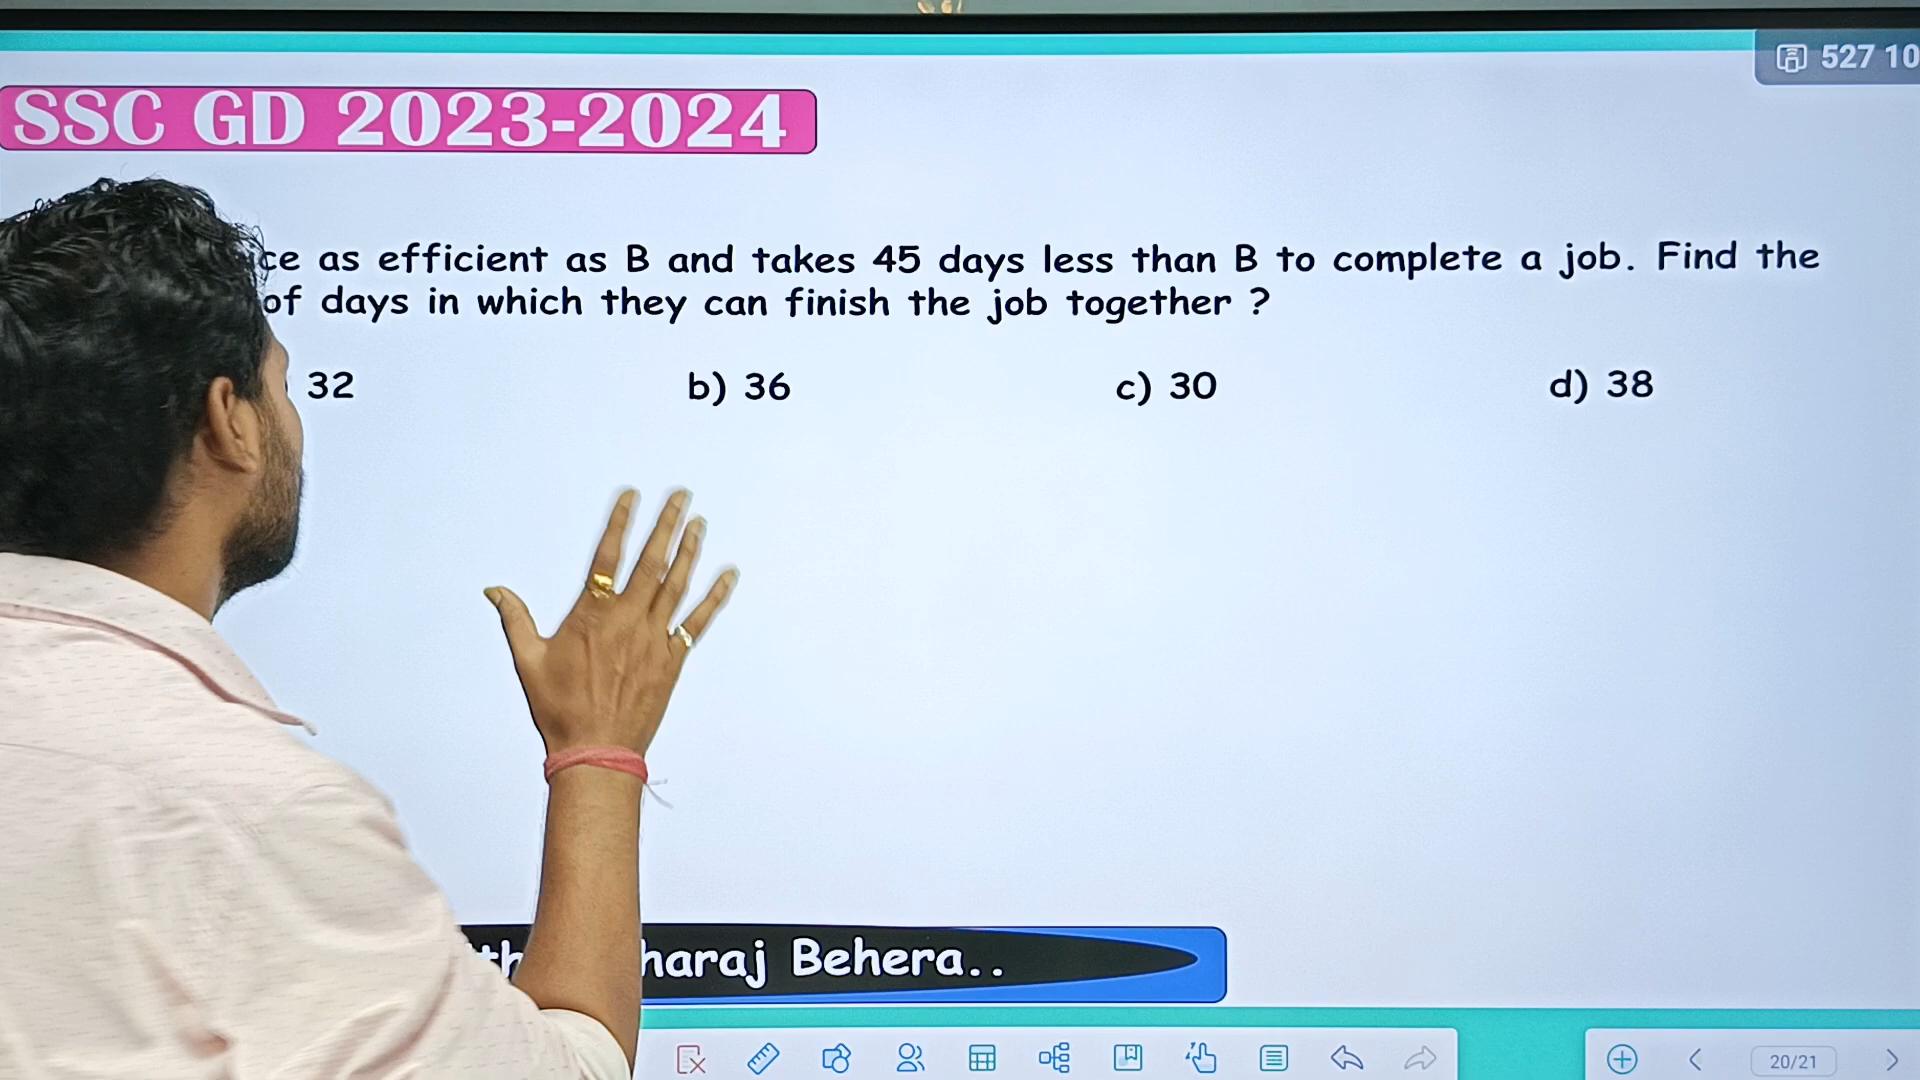 527 10
SSC GD 2023-2024
as efficient as B and takes 45 days less than B to complete a job. Find the
of days in which they can finish the job together ?
32 b) 36 c) 30 d) 38
haraj Behera..
20/21